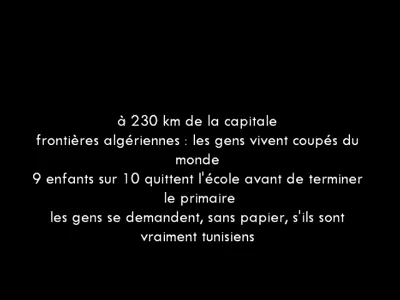 à 230 km de la capitale
frontières algériennes : les gens vivent coupés du
monde
9 enfants sur 10 quittent l'école avant de terminer
le primaire
les gens se demandent, sans papier, s'ils sont
vraiment tunisiens